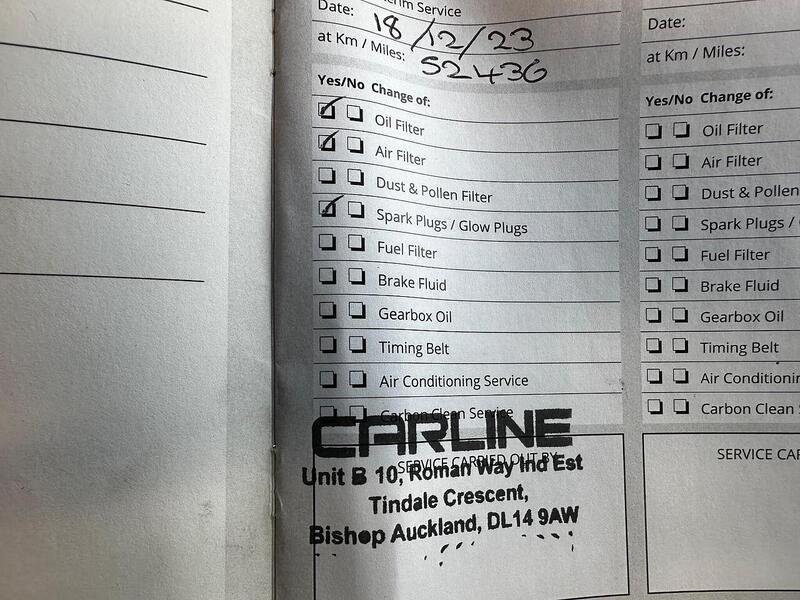 rim Service
Date: 18/12/23
at Km / Miles: 52436
Yes/No Change of:
Oil Filter
Air Filter
Dust & Pollen Filter
Spark Plugs / Glow Plugs
Fuel Filter
Brake Fluid
Gearbox Oil
Timing Belt
Air Conditioning Service
Carbon Clean Service
SERVICE CARRIED OUT BY
CARLINE
Unit B 10, Roman Way Ind Est
Tindale Crescent,
Bishop Auckland, DL14 9AW
Date:
at Km / Miles:
Yes/No Change of:
Oil Filter
Air Filter
Dust & Pollen
Spark Plugs /
Fuel Filter
Brake Fluid
Gearbox Oil
Timing Belt
Air Conditionin
Carbon Clean
SERVICE CAR